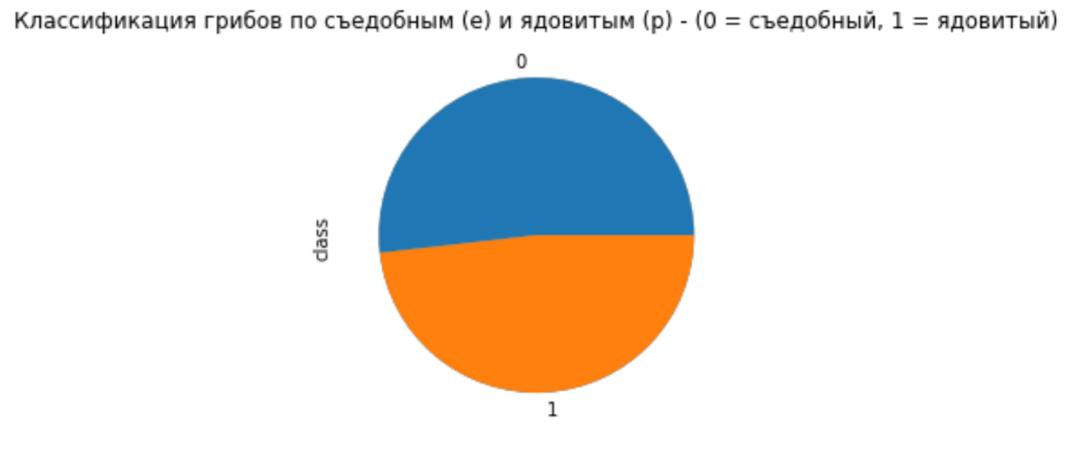 Классификация грибов по съедобным (e) и ядовитым (p) - (0 = съедобный, 1 = ядовитый)
0
class
1